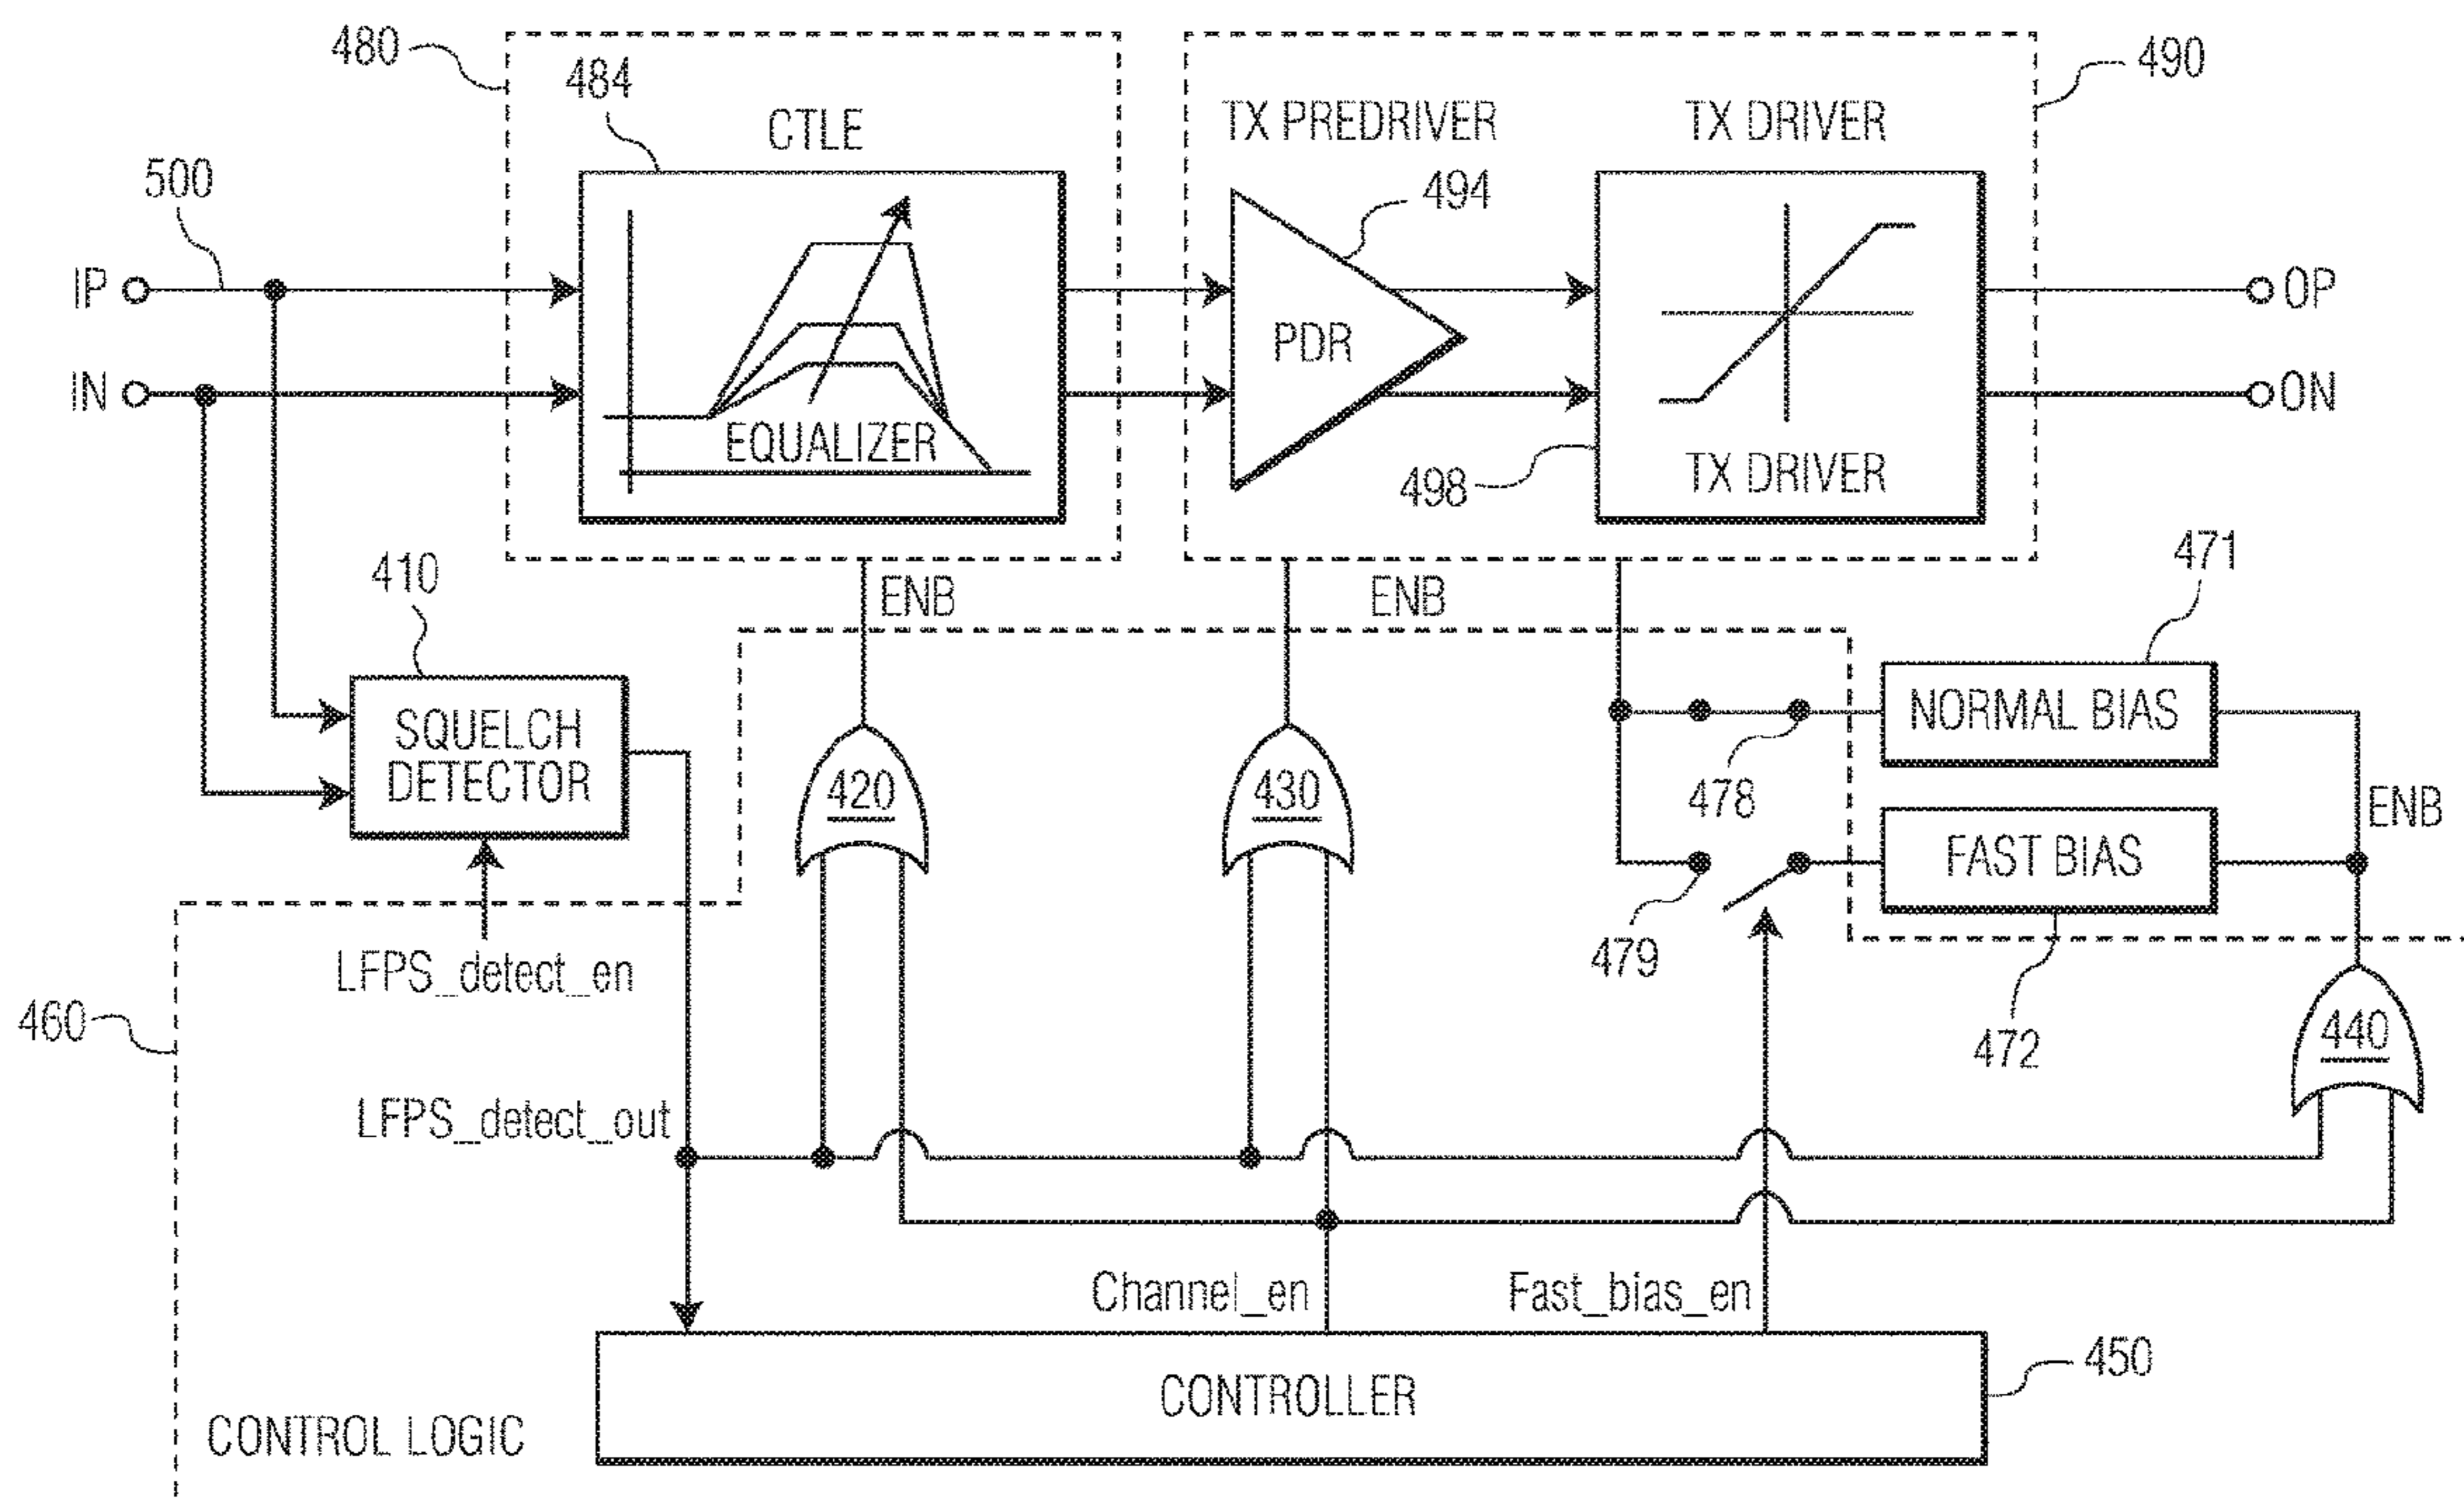 480
484
CTLE
TX PREDRIVER
TX DRIVER
490
500
494
IP
OP
PDR
IN
ON
EQUALIZER
498
TX DRIVER
410
ENB
ENB
471
SQUELCH
DETECTOR
NORMAL BIAS
420
430
478
ENB
FAST BIAS
LFPS_detect_en
479
472
440
460
LFPS_detect_out
Channel_en
Fast_bias_en
450
CONTROLLER
CONTROL LOGIC